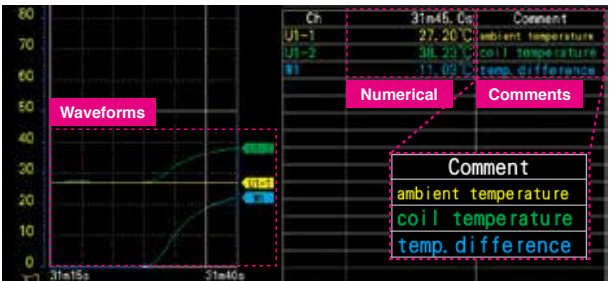 80
70
60
50
40
30
20
10
0
Waveforms
U1-1
W1
31m15s
31m40s
Ch 31m45.0s Comment
U1-1 27.20℃ ambient temperature
U1-2 38.23℃ coil temperature
W1 11.03℃ temp. difference
Numerical
Comments
Comment
ambient temperature
coil temperature
temp. difference